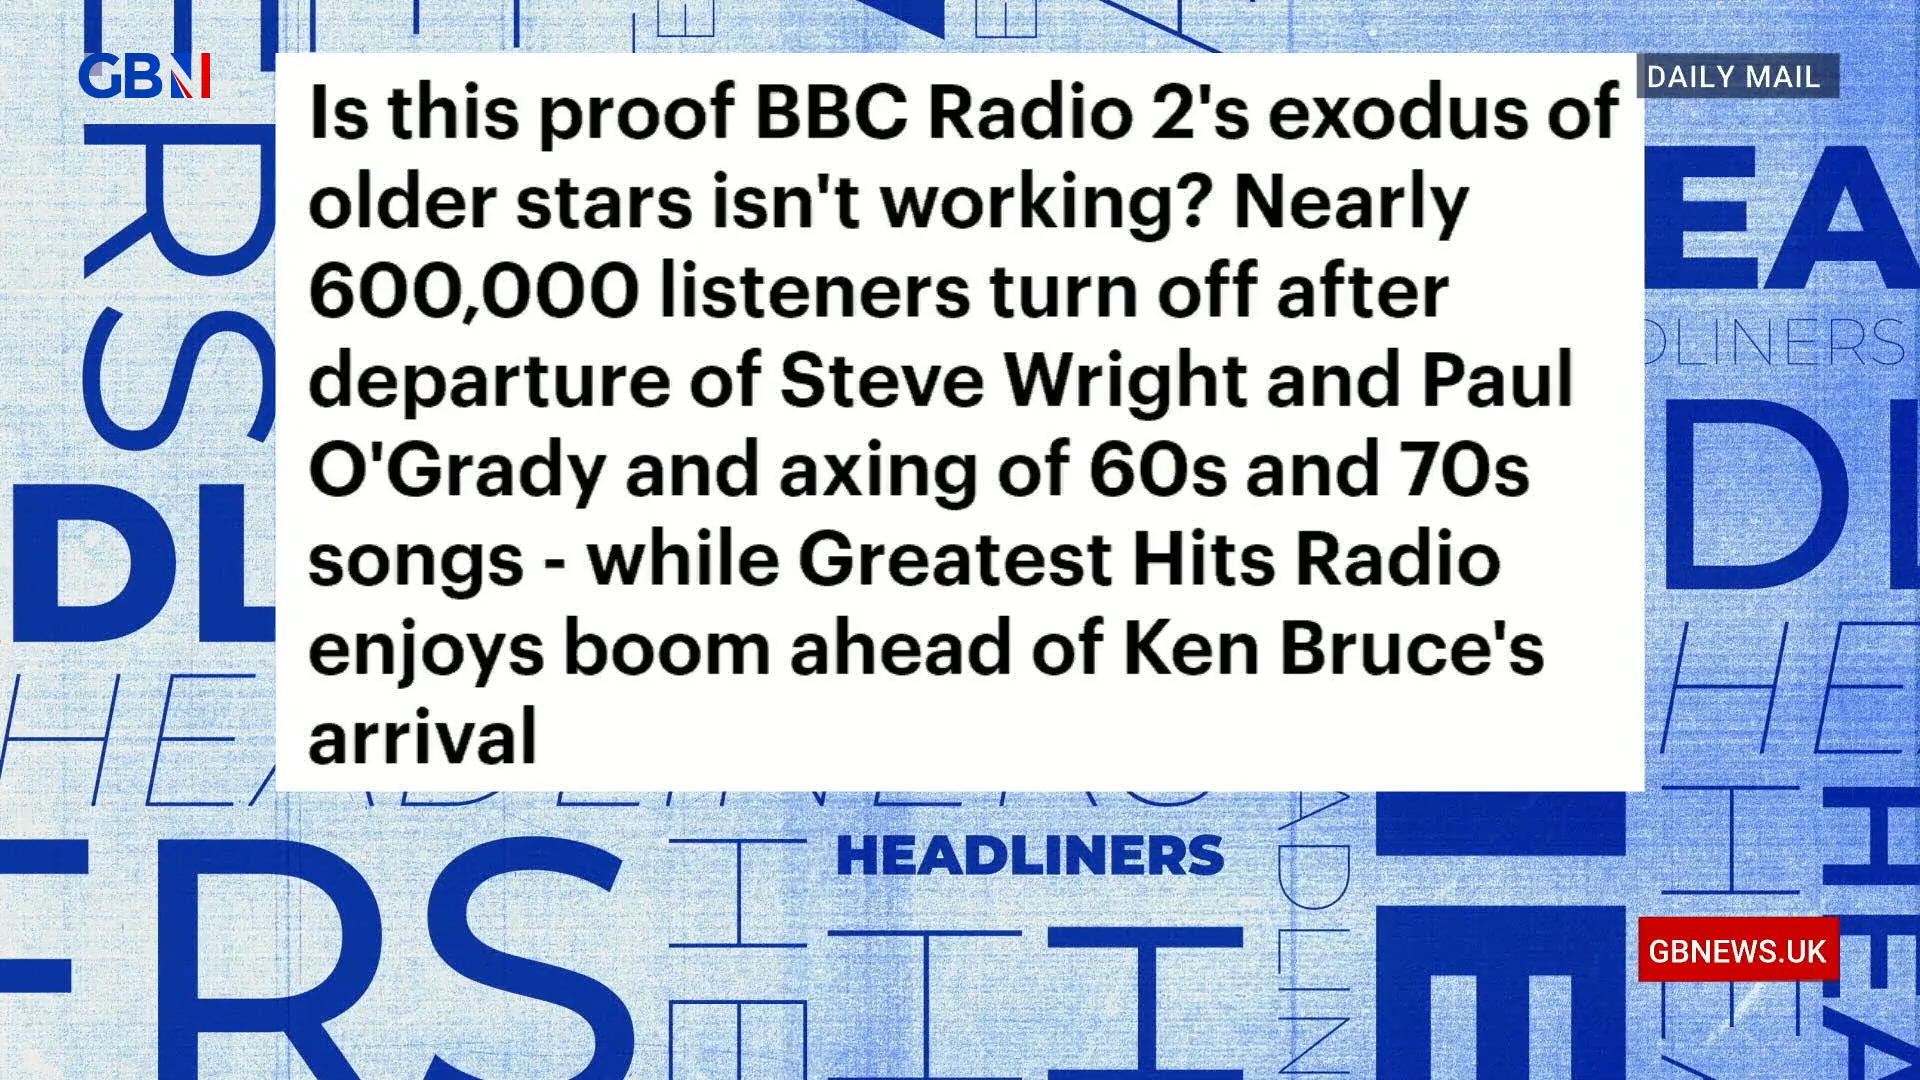 GBN
DAILY MAIL
Is this proof BBC Radio 2's exodus of
older stars isn't working? Nearly
600,000 listeners turn off after
departure of Steve Wright and Paul
O'Grady and axing of 60s and 70s
songs - while Greatest Hits Radio
enjoys boom ahead of Ken Bruce's
arrival
HEADLINERS
GBNEWS.UK